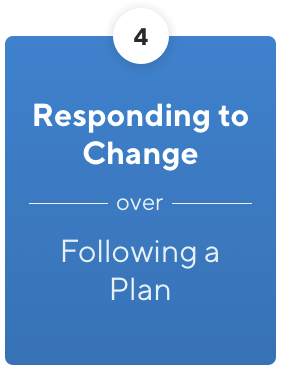 4
Responding to
Change
over
Following a
Plan